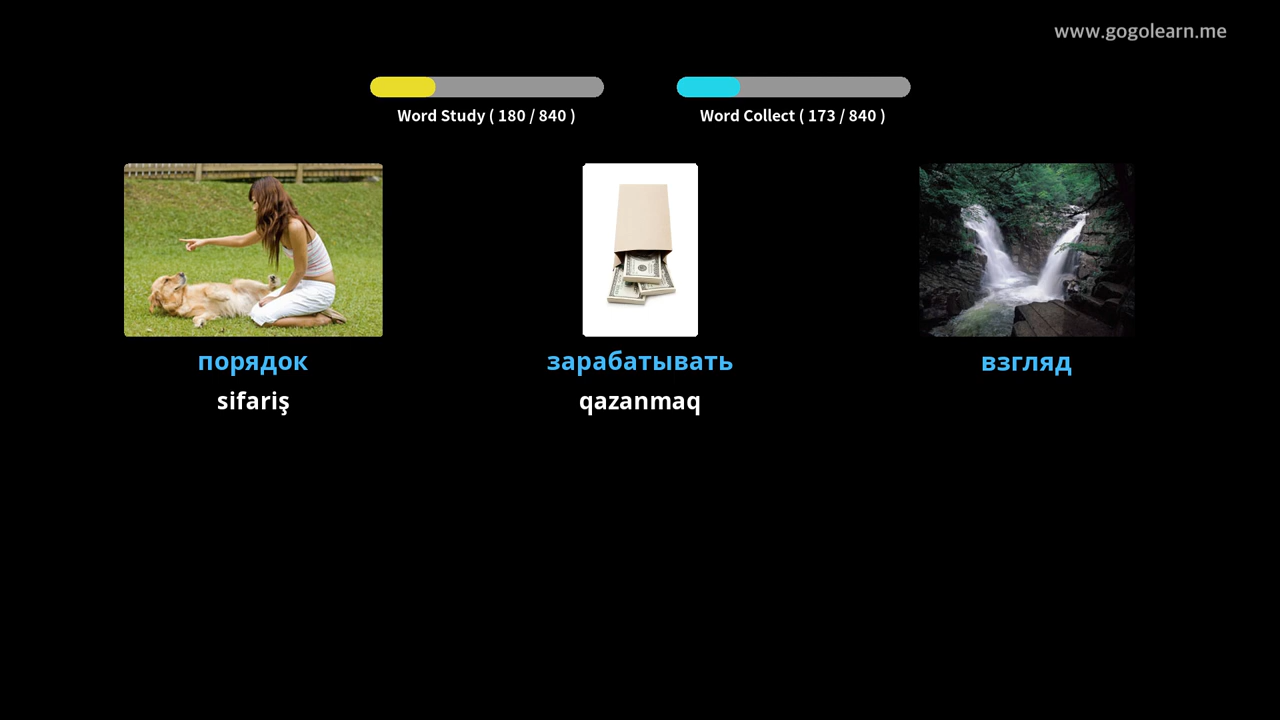 www.gogolearn.me
Word Study ( 180 / 840 )
Word Collect ( 173 / 840 )
порядок
зарабатывать
взгляд
sifariş
qazanmaq